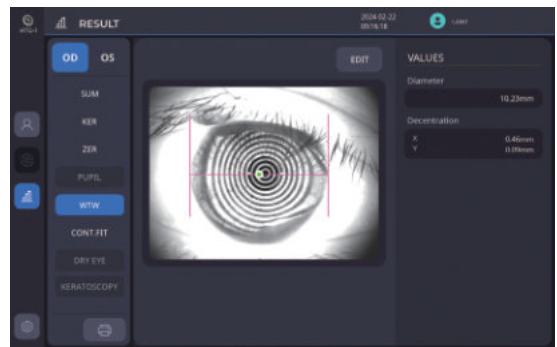 RESULT
2024-02-22
09:16:18
user
OD
OS
EDIT
VALUES
Diameter
10.23mm
Decentration
X 0.46mm
Y 0.09mm
SUM
KER
ZER
PUPIL
WTW
CONT.FIT
DRY EYE
KERATOSCOPY